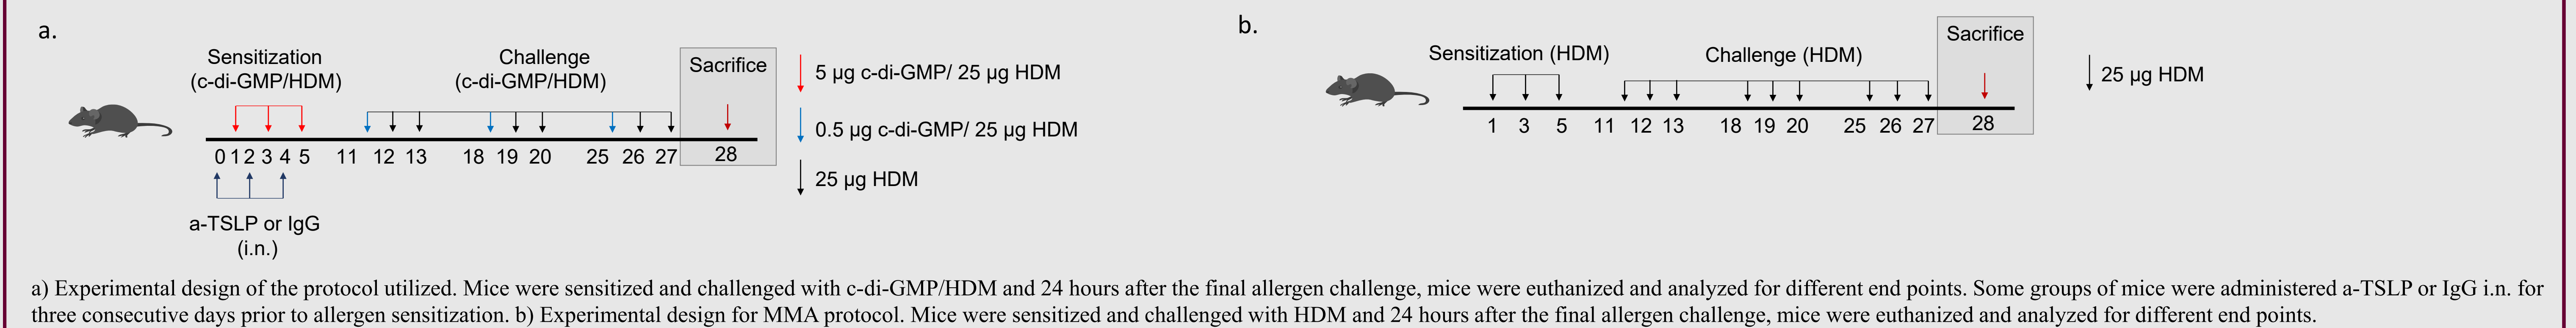 a.
Sensitization
(c-di-GMP/HDM)
Challenge
(c-di-GMP/HDM)
Sacrifice
0 1 2 3 4 5 11 12 13 18 19 20 25 26 27 28
a-TSLP or IgG
(i.n.)
5 µg c-di-GMP/ 25 µg HDM
0.5 µg c-di-GMP/ 25 µg HDM
25 µg HDM
b.
Sensitization (HDM)
Challenge (HDM)
Sacrifice
1 3 5 11 12 13 18 19 20 25 26 27 28
25 µg HDM
a) Experimental design of the protocol utilized. Mice were sensitized and challenged with c-di-GMP/HDM and 24 hours after the final allergen challenge, mice were euthanized and analyzed for different end points. Some groups of mice were administered a-TSLP or IgG i.n. for
three consecutive days prior to allergen sensitization. b) Experimental design for MMA protocol. Mice were sensitized and challenged with HDM and 24 hours after the final allergen challenge, mice were euthanized and analyzed for different end points.